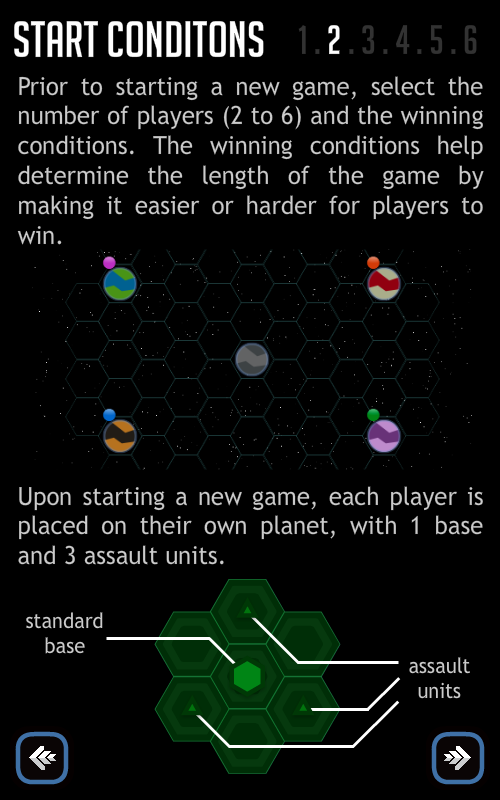 START CONDITONS 1.2.3.4.5.6
Prior to starting a new game, select the
number of players (2 to 6) and the winning
conditions. The winning conditions help
determine the length of the game by
making it easier or harder for players to
win.
Upon starting a new game, each player is
placed on their own planet, with 1 base
and 3 assault units.
standard
base
assault
units